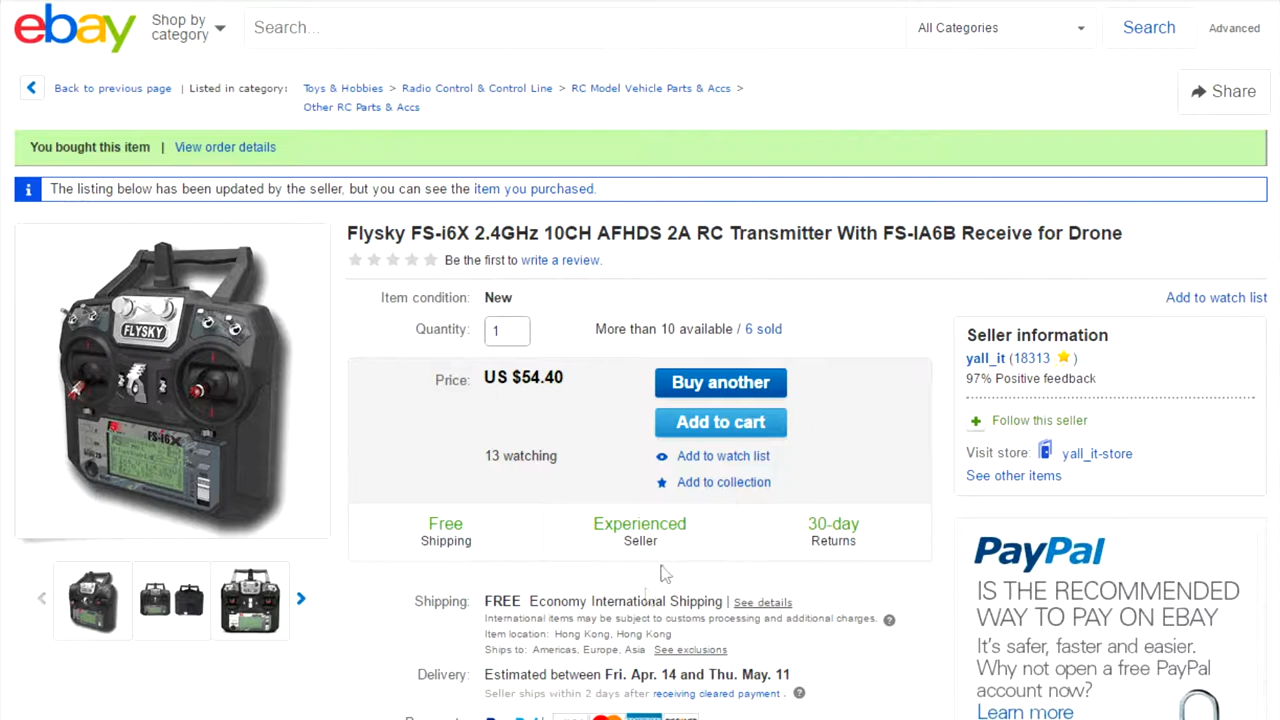 ebay
Shop by
category
Search...
All Categories
Search
Advanced
Back to previous page | Listed in category: Toys & Hobbies > Radio Control & Control Line > RC Model Vehicle Parts & Accs >
Other RC Parts & Accs
Share
You bought this item | View order details
The listing below has been updated by the seller, but you can see the item you purchased.
Flysky FS-i6X 2.4GHz 10CH AFHDS 2A RC Transmitter With FS-IA6B Receive for Drone
Be the first to write a review.
Item condition: New
Add to watch list
Quantity: 1
More than 10 available / 6 sold
Price: US $54.40
Buy another
Add to cart
13 watching
Add to watch list
Add to collection
Free
Shipping
Experienced
Seller
30-day
Returns
Shipping: FREE Economy International Shipping | See details
International items may be subject to customs processing and additional charges.
Item location: Hong Kong, Hong Kong
Ships to: Americas, Europe, Asia See exclusions
Delivery: Estimated between Fri. Apr. 14 and Thu. May. 11
Seller ships within 2 days after receiving cleared payment .
Seller information
yall_it (18313 )
97% Positive feedback
Follow this seller
Visit store: yall_it-store
See other items
PayPal
IS THE RECOMMENDED
WAY TO PAY ON EBAY
It's safer, faster and easier.
Why not open a free PayPal
account now?
Learn more
FLYSKY
FS-i6X